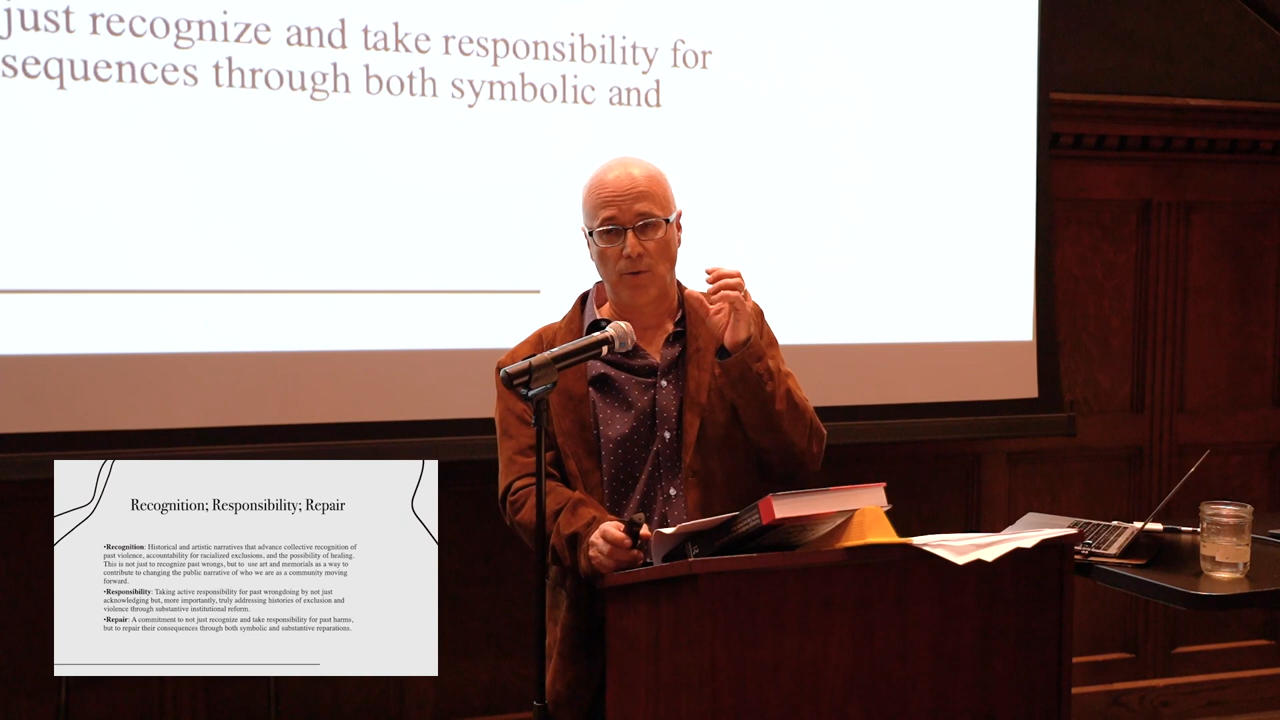 just recognize and take responsibility for
sequences through both symbolic and
Recognition; Responsibility; Repair
•Recognition: Historical and artistic narratives that advance collective recognition of
past violence, accountability for racialized exclusions, and the possibility of healing.
This is not just to recognize past wrongs, but to use art and memorials as a way to
contribute to changing the public narrative of who we are as a community moving
forward.
•Responsibility: Taking active responsibility for past wrongdoing by not just
acknowledging but, more importantly, truly addressing histories of exclusion and
violence through substantive institutional reform.
•Repair: A commitment to not just recognize and take responsibility for past harms,
but to repair their consequences through both symbolic and substantive reparations.